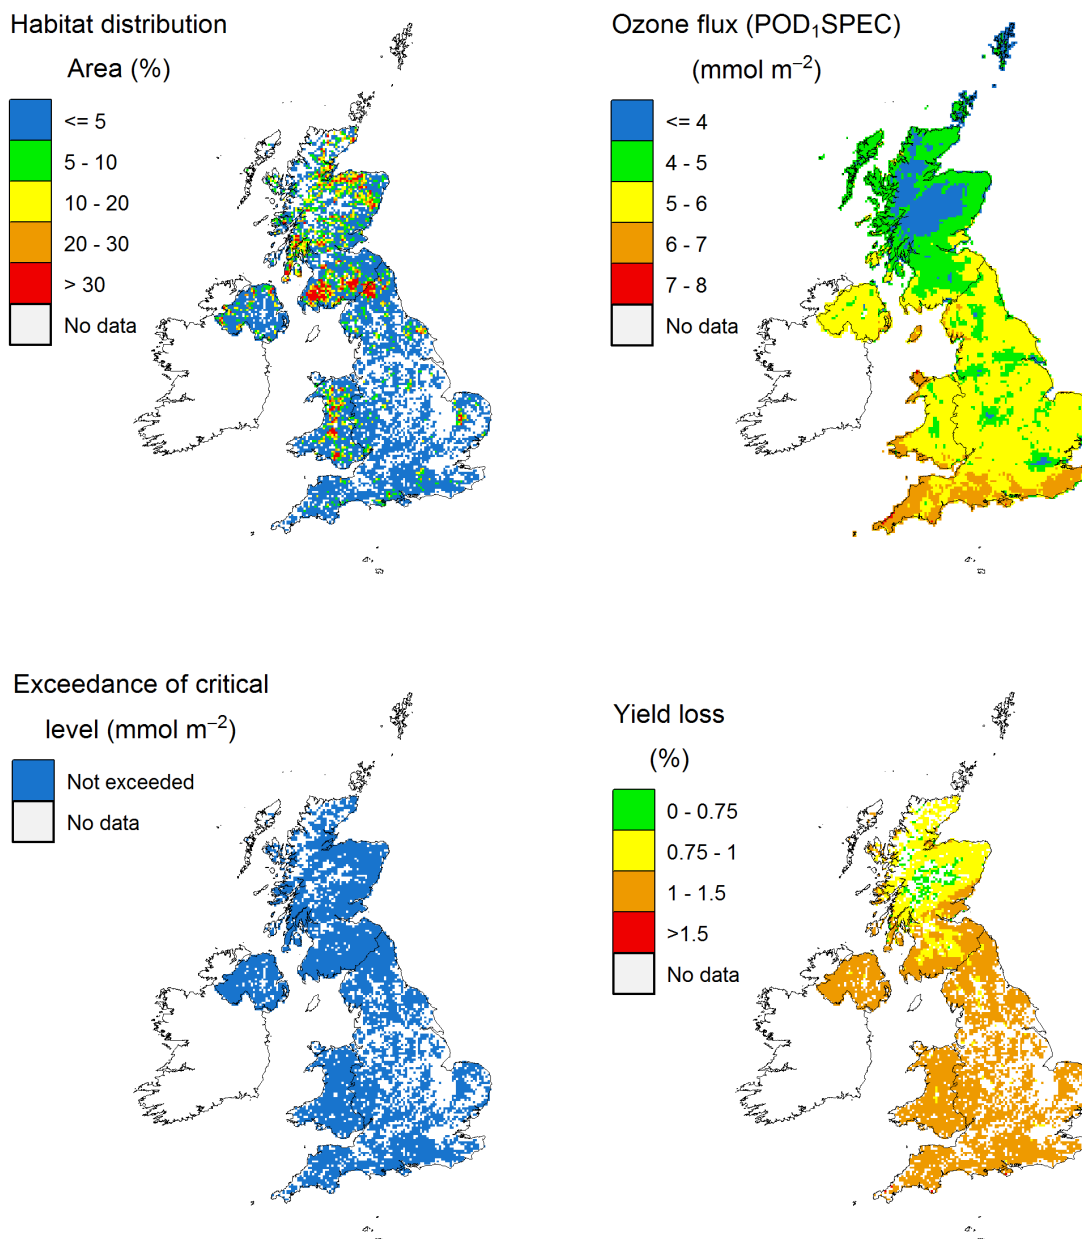 Habitat distribution
Area (%)
<= 5
5 - 10
10 - 20
20 - 30
> 30
No data
Ozone flux (POD₁SPEC)
(mmol m⁻²)
<= 4
4 - 5
5 - 6
6 - 7
7 - 8
No data
Exceedance of critical
level (mmol m⁻²)
Not exceeded
No data
Yield loss
(%)
0 - 0.75
0.75 - 1
1 - 1.5
>1.5
No data